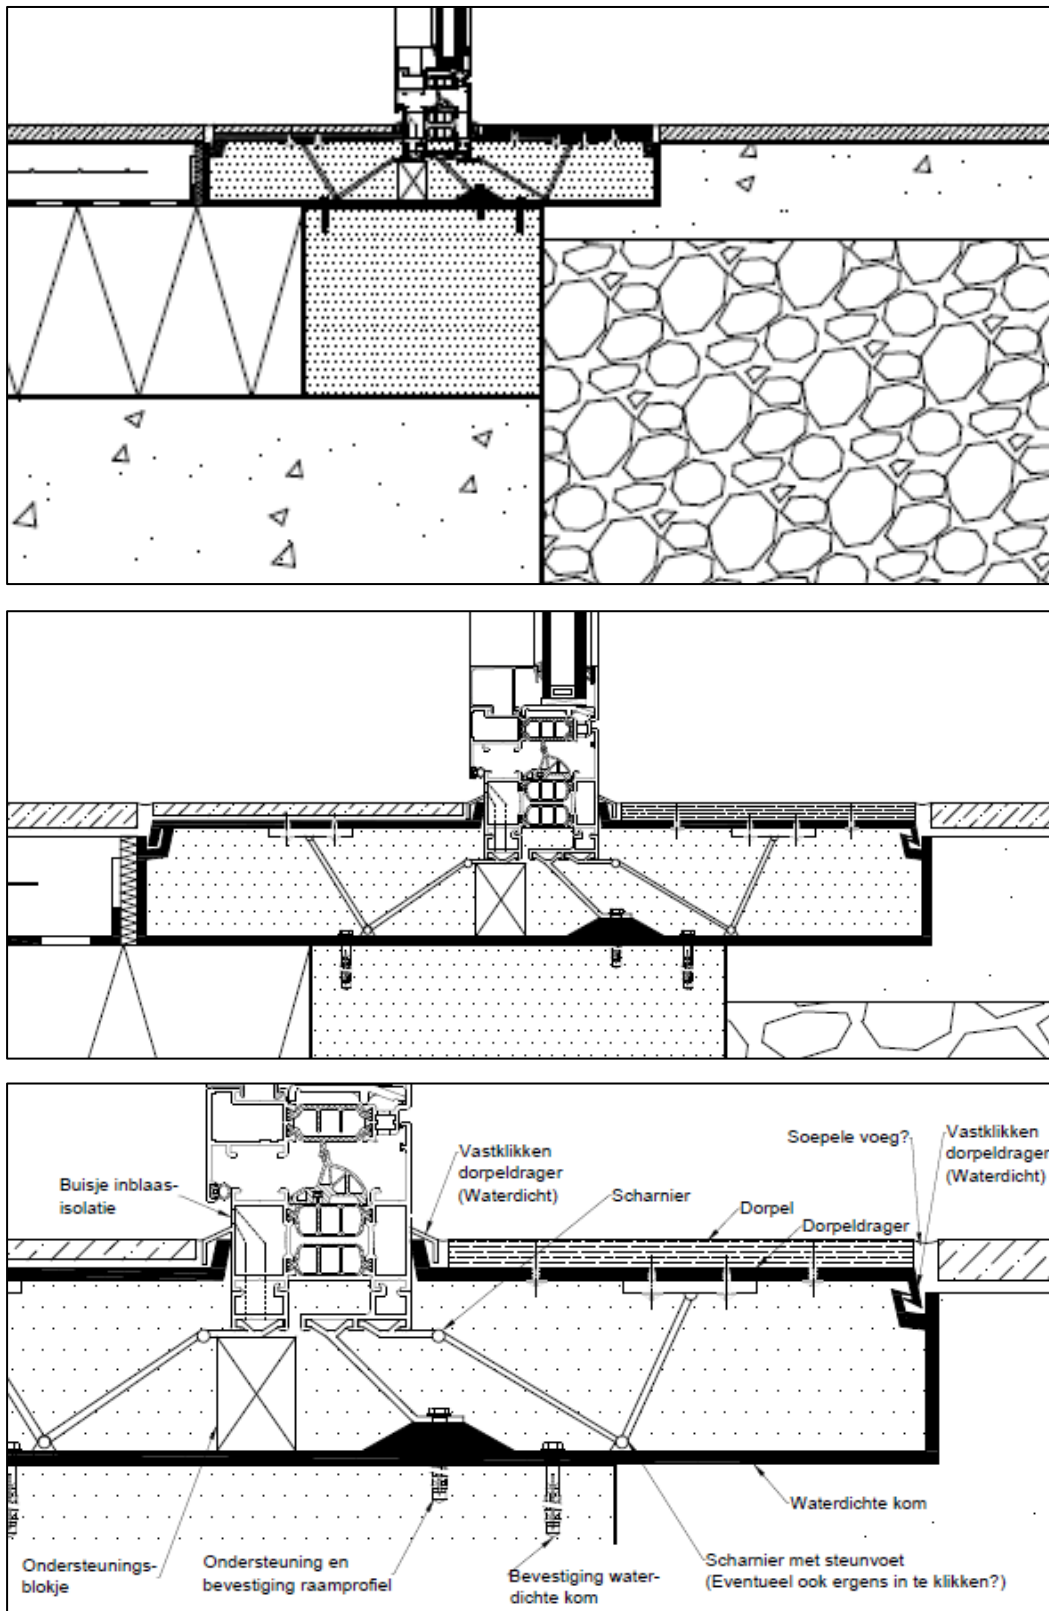 Vastklikken
dorpeldrager
(Waterdicht)
Soepele voeg?
Vastklikken
dorpeldrager
(Waterdicht)
Buisje inblaas-
isolatie
Scharnier
Dorpel
Dorpeldrager
Waterdichte kom
Ondersteunings-
blokje
Ondersteuning en
bevestiging raamprofiel
Bevestiging water-
dichte kom
Scharnier met steunvoet
(Eventueel ook ergens in te klikken?)